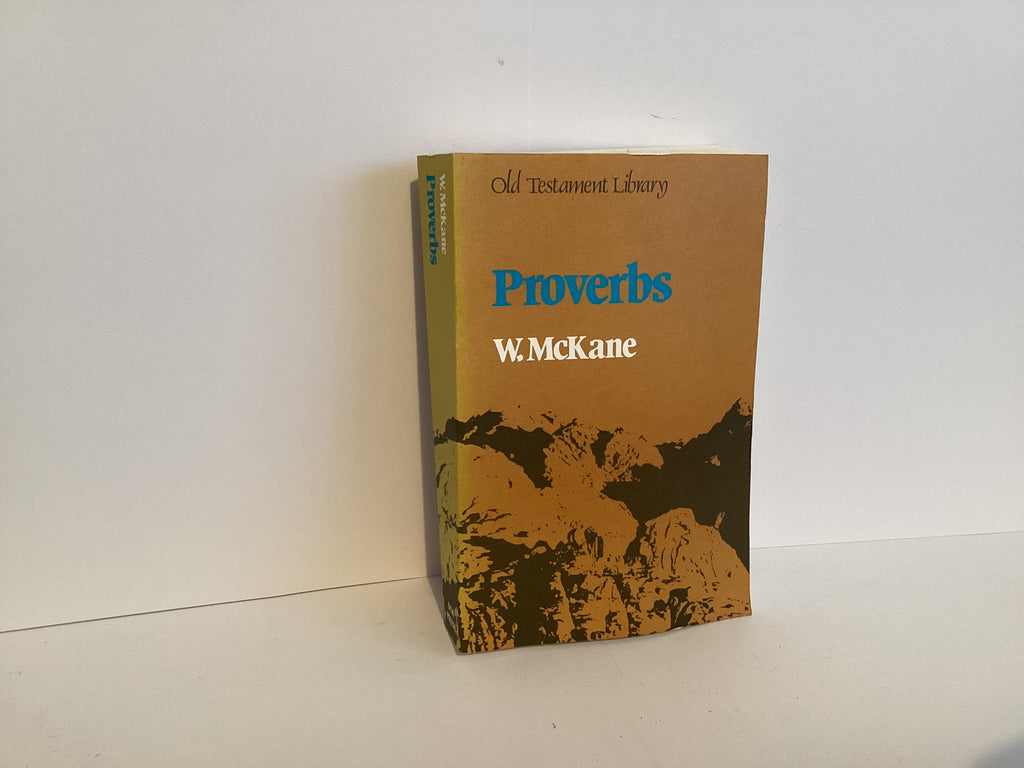 Old Testament Library
Proverbs
W. McKane
W. McKane
Proverbs